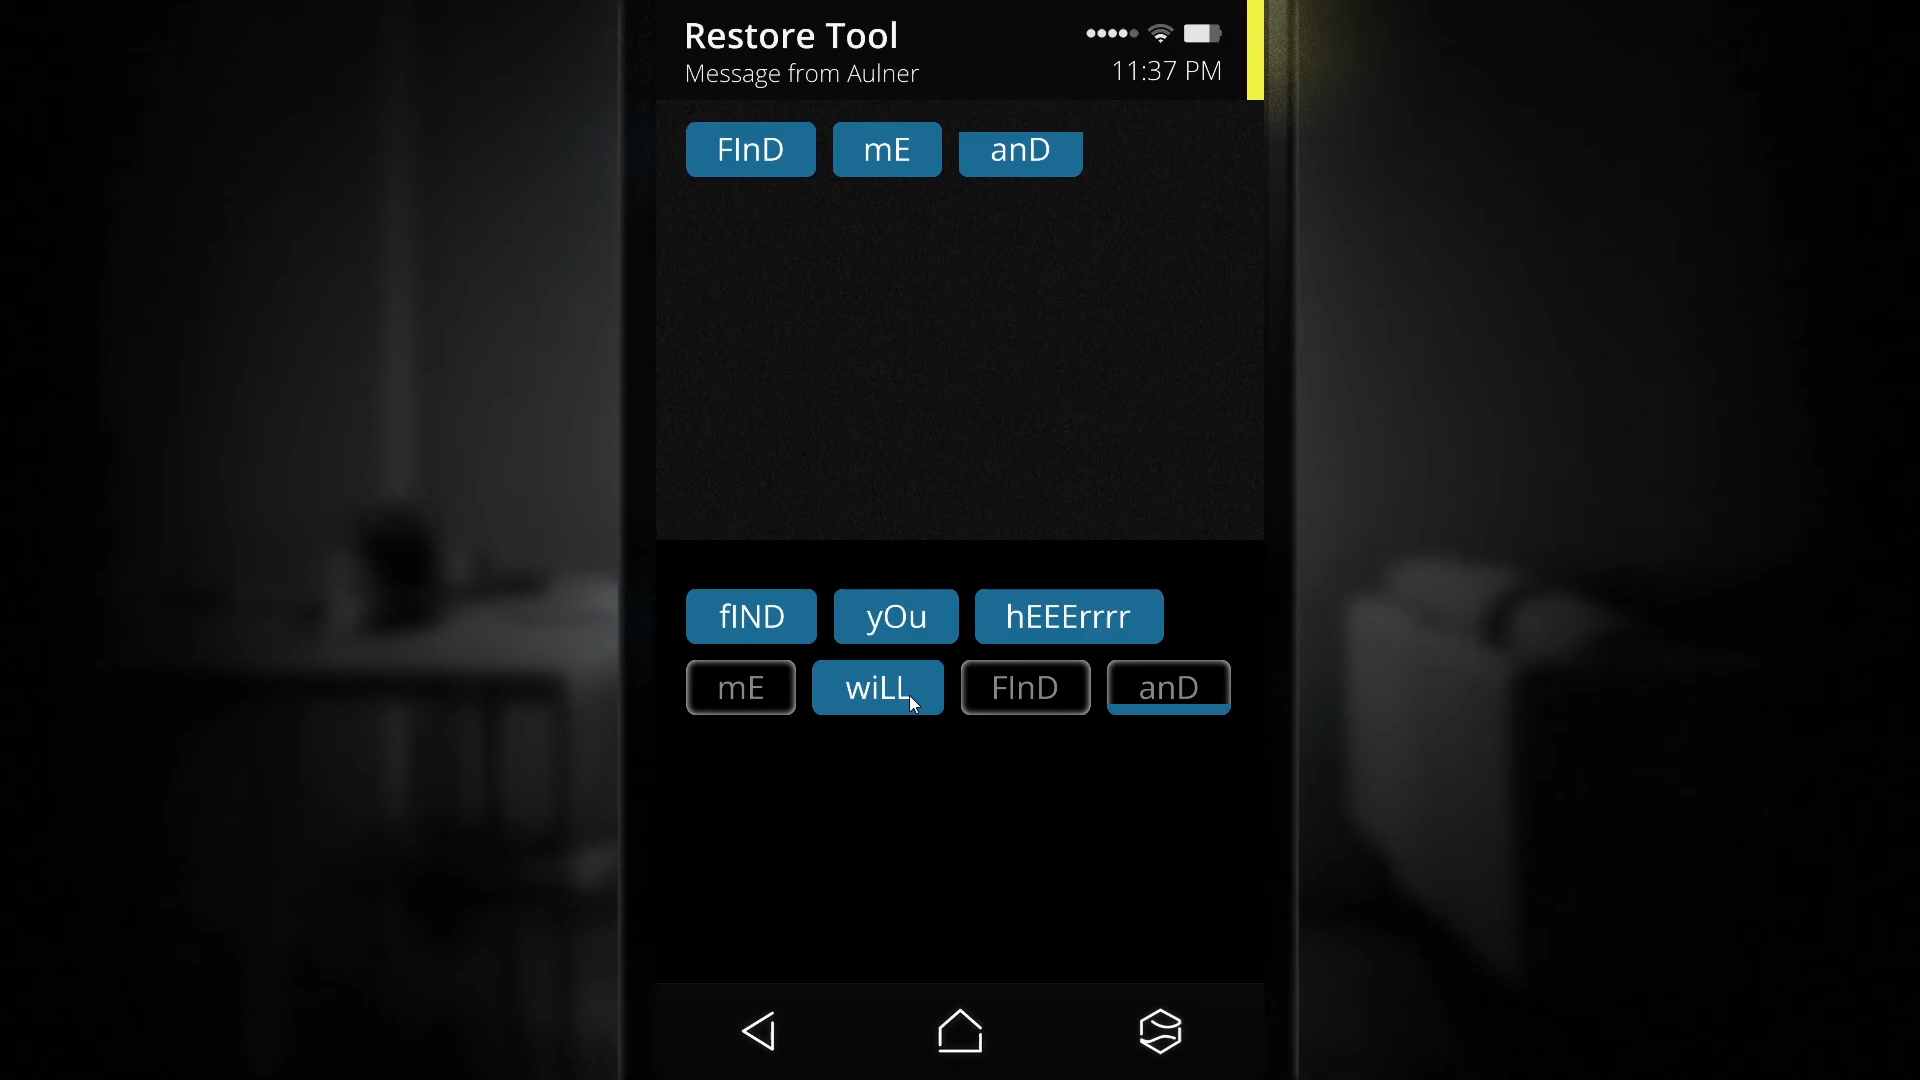 Restore Tool
Message from Aulner
11:37 PM
FInD mE anD
fIND yOu hEEErrrr
mE wiLL FInD anD